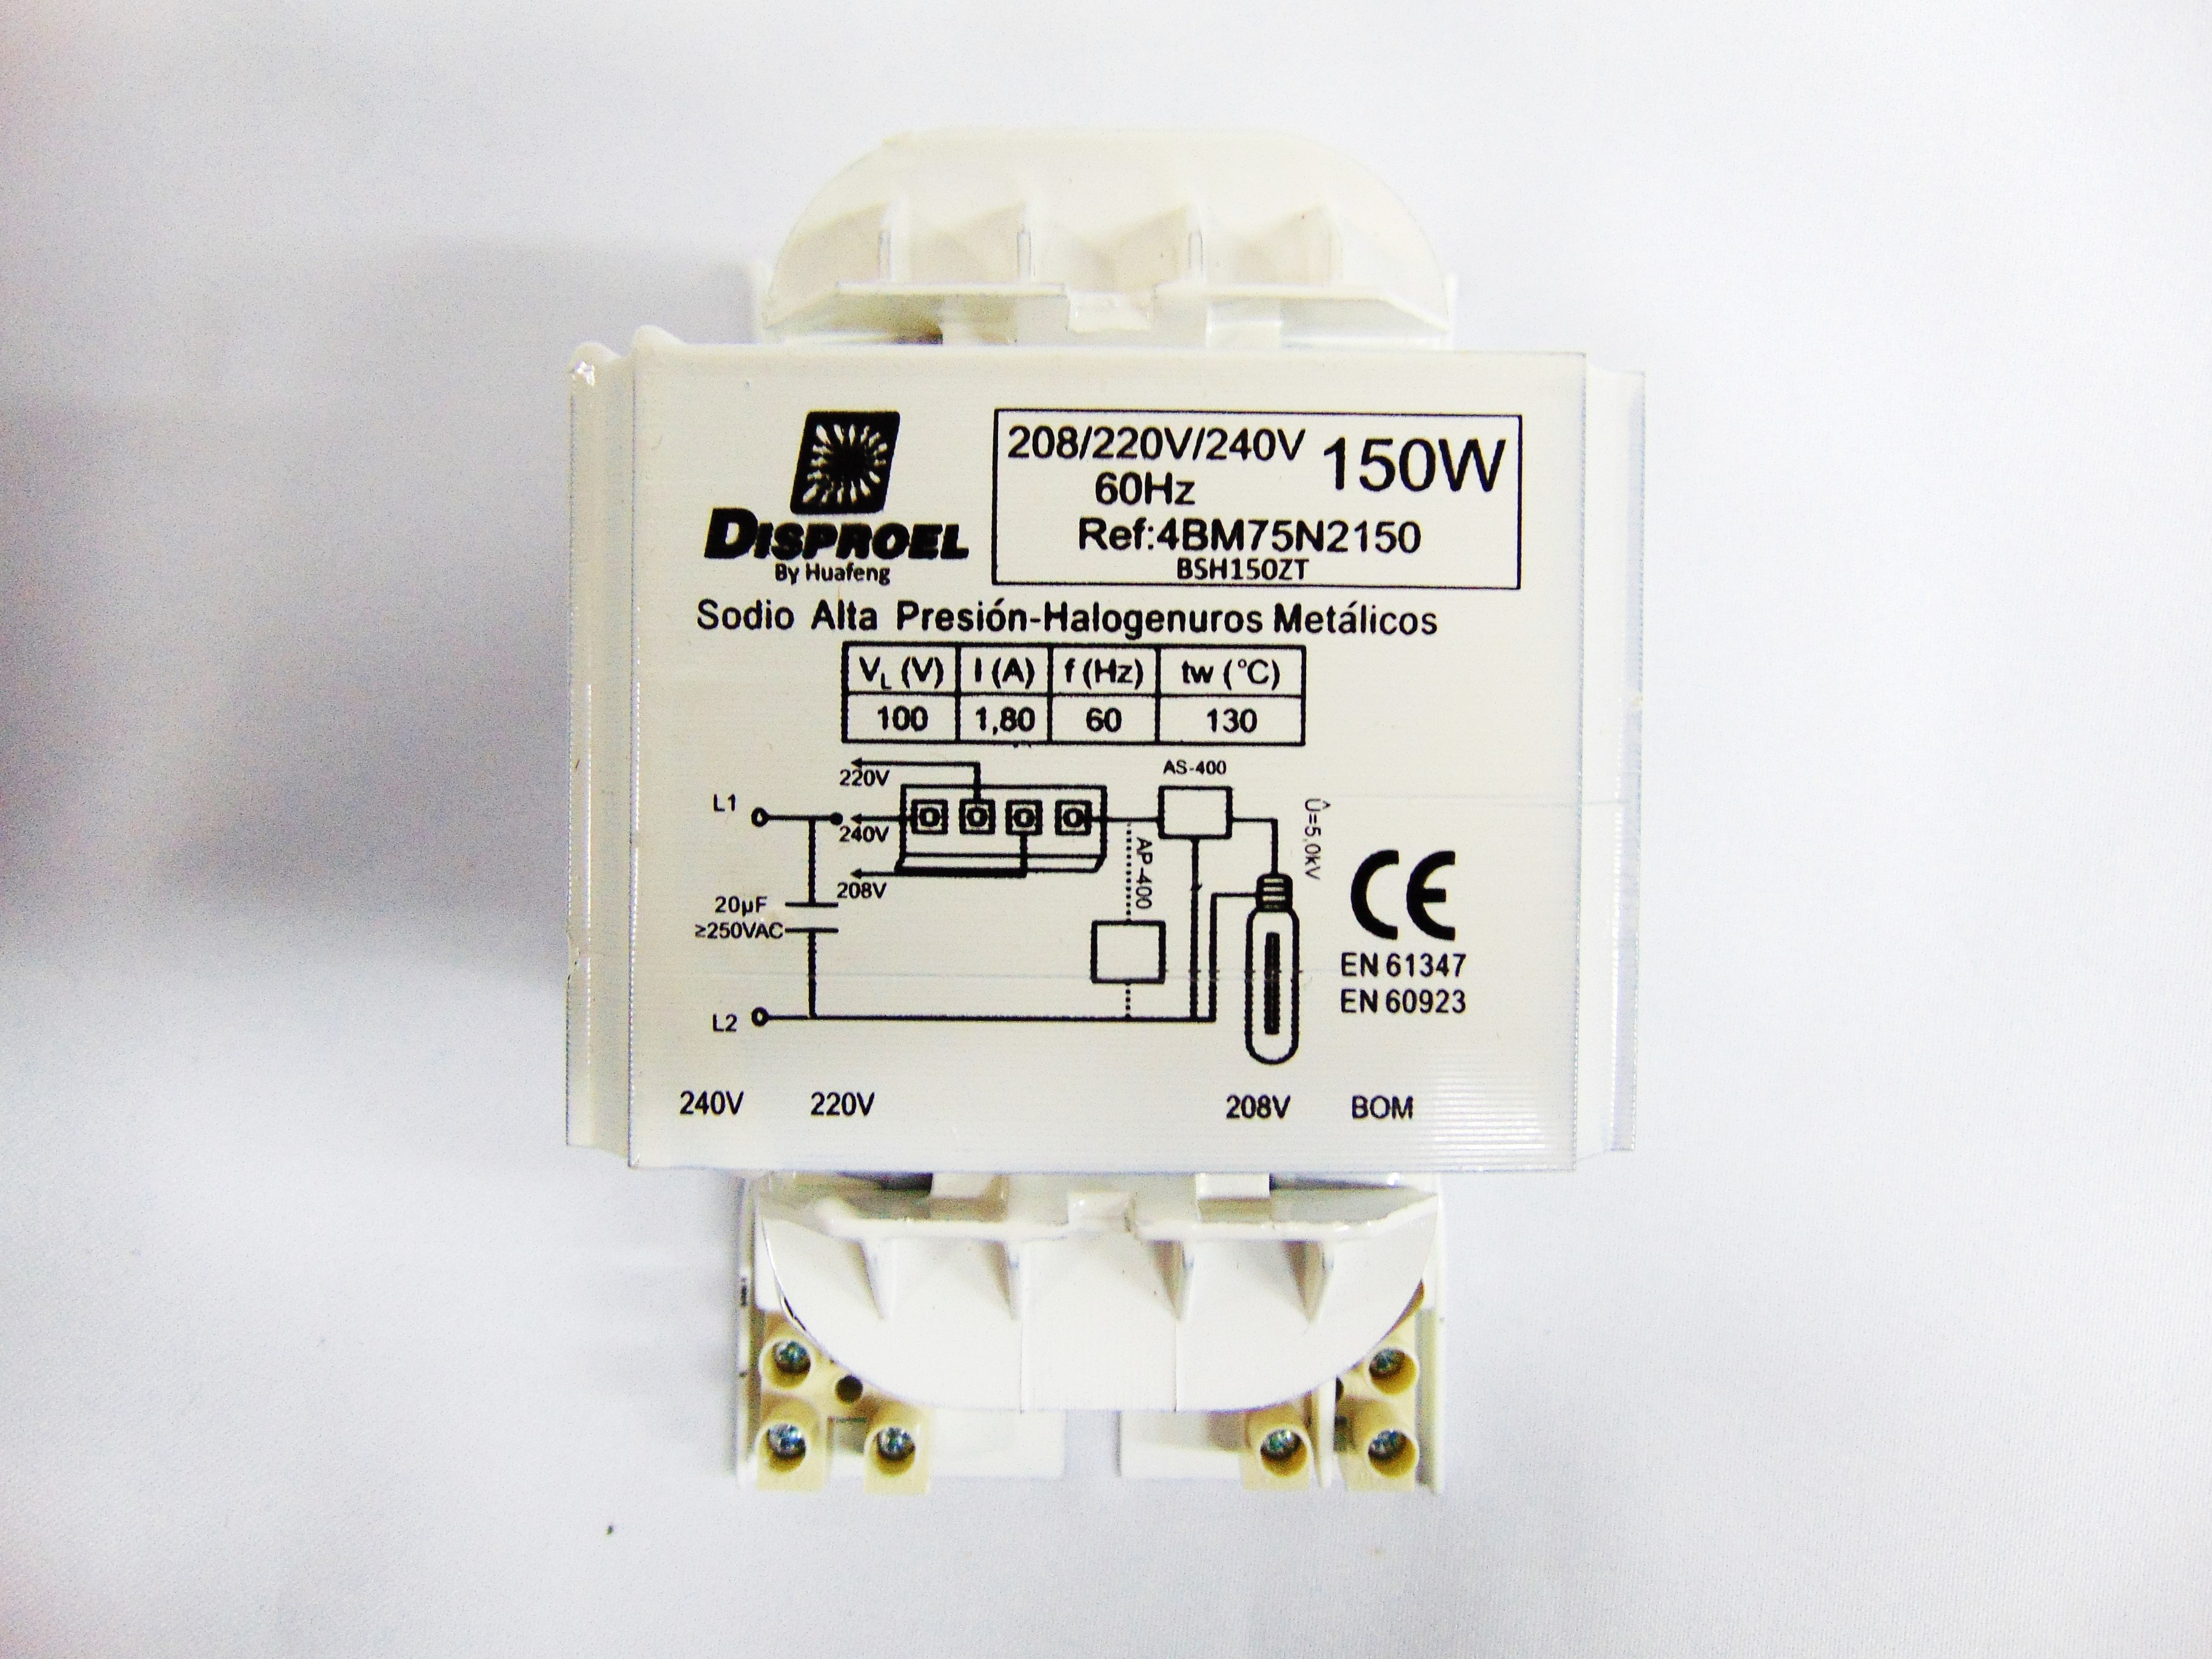 DISPROEL
By Huafeng
208/220V/240V 150W
60Hz
Ref:4BM75N2150
BSH150ZT
Sodio Alta Presión-Halogenuros Metálicos
VL (V) I (A) f (Hz) tw (°C)
100 1,80 60 130
220V
AS-400
L1
240V
208V
Û=5,0kV
AP-400
20µF
≥250VAC
L2
CE
EN 61347
EN 60923
240V 220V 208V BOM